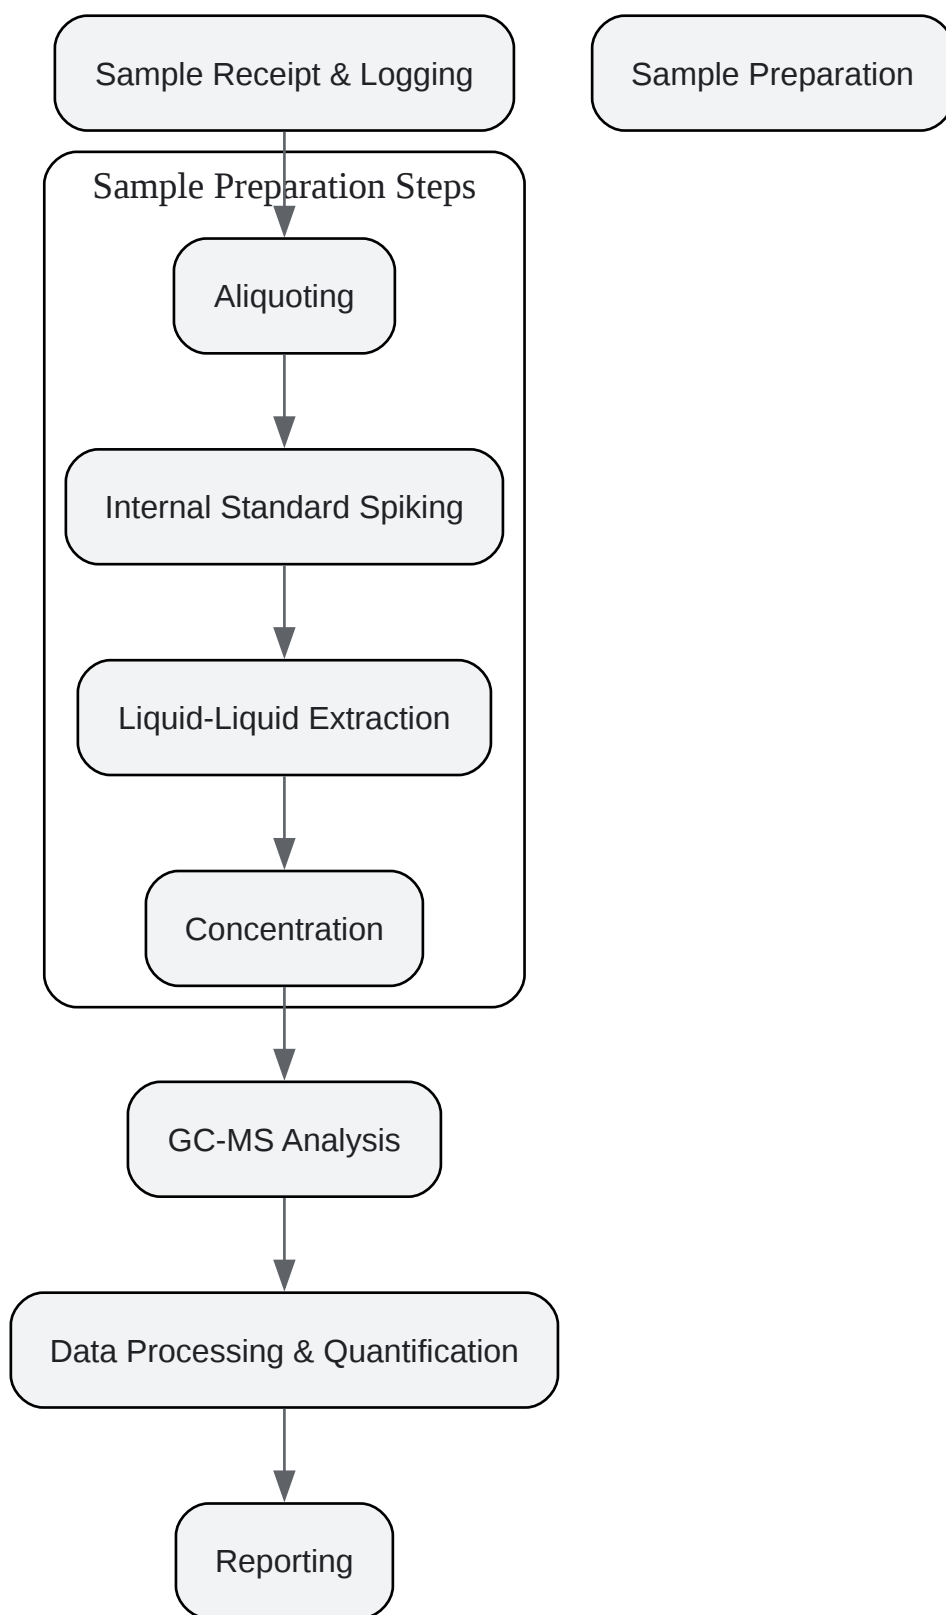 Sample Receipt & Logging
Sample Preparation
Sample Preparation Steps
Aliquoting
Internal Standard Spiking
Liquid-Liquid Extraction
Concentration
GC-MS Analysis
Data Processing & Quantification
Reporting